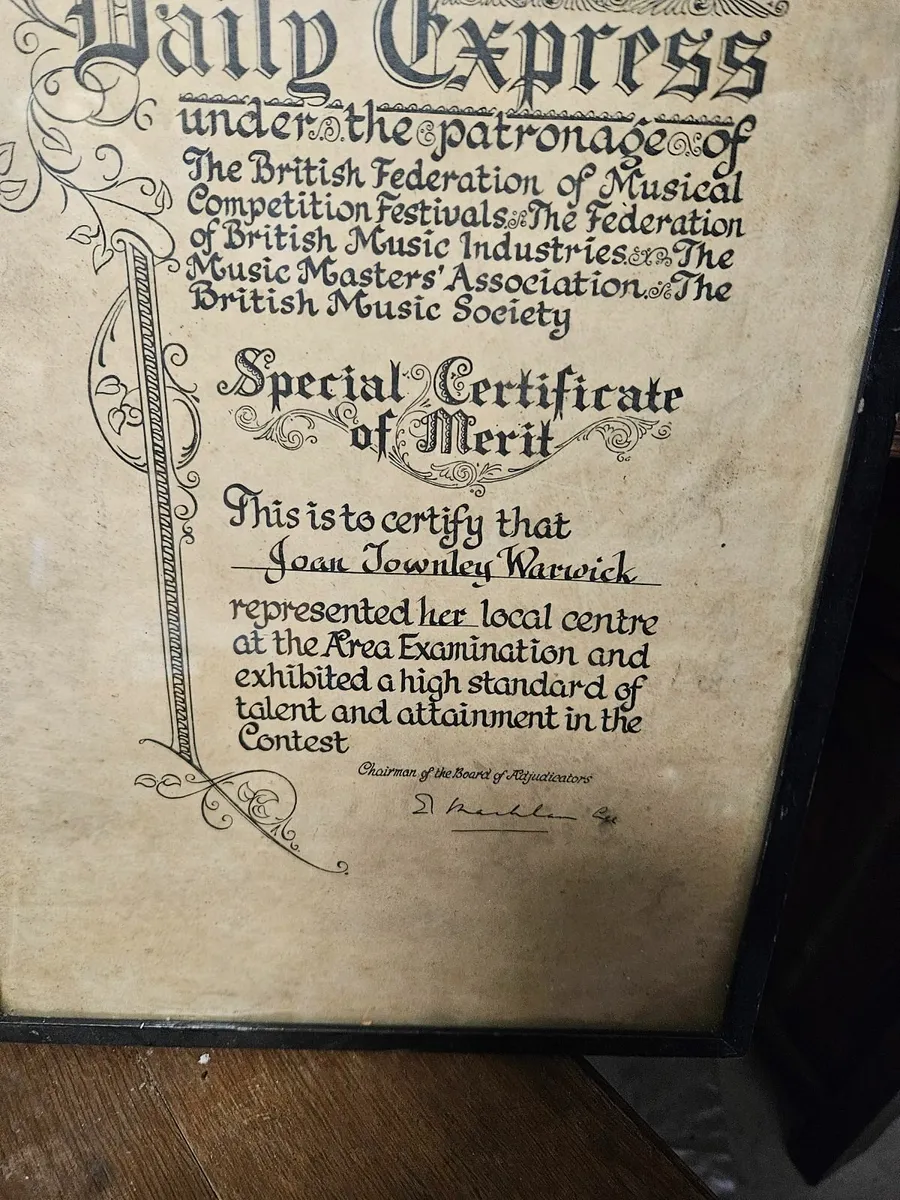 Daily Express
under the patronage of
The British Federation of Musical
Competition Festivals. The Federation
of British Music Industries. The
Music Masters' Association. The
British Music Society
Special Certificate
of Merit
This is to certify that
Joan Townley Warwick
represented her local centre
at the Area Examination and
exhibited a high standard of
talent and attainment in the
Contest
Chairman of the Board of Adjudicators